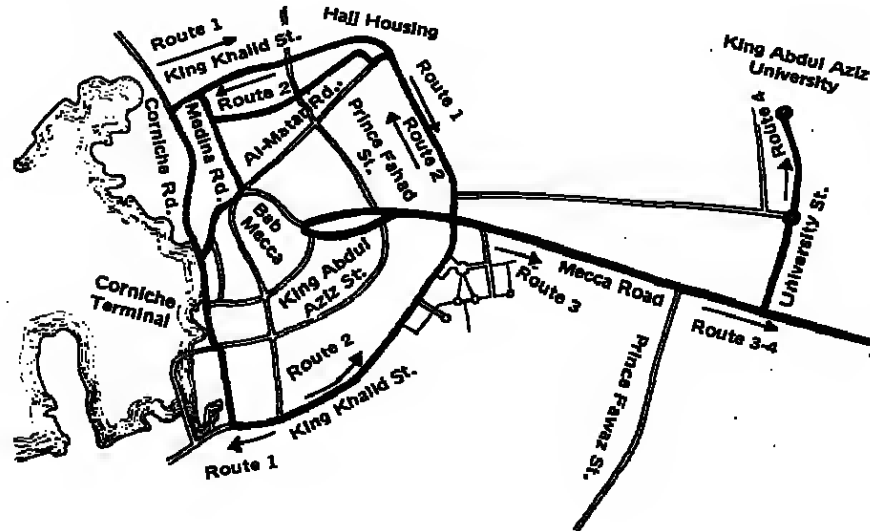 Route 1
King Khalid St.
Hajj Housing
King Abdul Aziz
University
Route 2
Route 1
Al-Matar Rd.
Medina Rd.
Corniche Rd.
Prince Fahad
St.
Route 2
Route &
Bab
Mecca
University St.
King Abdul
Aziz St.
Corniche
Terminal
Route 3
Mecca Road
Route 3-4
Route 2
King Khalid St.
Prince Fawaz St.
Route 1